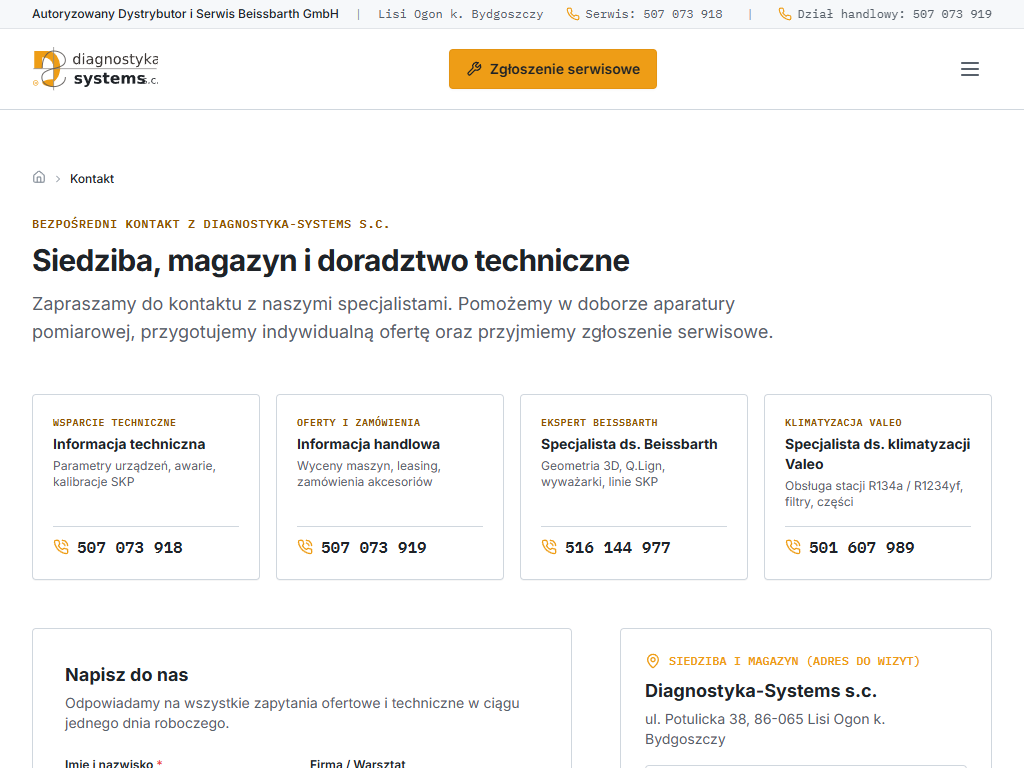 Autoryzowany Dystrybutor i Serwis Beissbarth GmbH | Lisi Ogon k. Bydgoszczy Serwis: 507 073 918 | Dział handlowy: 507 073 919
diagnostyka
systems s.c.
Zgłoszenie serwisowe
Kontakt
BEZPOŚREDNI KONTAKT Z DIAGNOSTYKA-SYSTEMS S.C.
Siedziba, magazyn i doradztwo techniczne
Zapraszamy do kontaktu z naszymi specjalistami. Pomożemy w doborze aparatury
pomiarowej, przygotujemy indywidualną ofertę oraz przyjmiemy zgłoszenie serwisowe.
WSPARCIE TECHNICZNE
Informacja techniczna
Parametry urządzeń, awarie,
kalibracje SKP
507 073 918
OFERTY I ZAMÓWIENIA
Informacja handlowa
Wyceny maszyn, leasing,
zamówienia akcesoriów
507 073 919
EKSPERT BEISSBARTH
Specjalista ds. Beissbarth
Geometria 3D, Q.Lign,
wyważarki, linie SKP
516 144 977
KLIMATYZACJA VALEO
Specjalista ds. klimatyzacji
Valeo
Obsługa stacji R134a / R1234yf,
filtry, części
501 607 989
Napisz do nas
Odpowiadamy na wszystkie zapytania ofertowe i techniczne w ciągu
jednego dnia roboczego.
Imię i nazwisko *
Firma / Warsztat
SIEDZIBA I MAGAZYN (ADRES DO WIZYT)
Diagnostyka-Systems s.c.
ul. Potulicka 38, 86-065 Lisi Ogon k.
Bydgoszczy